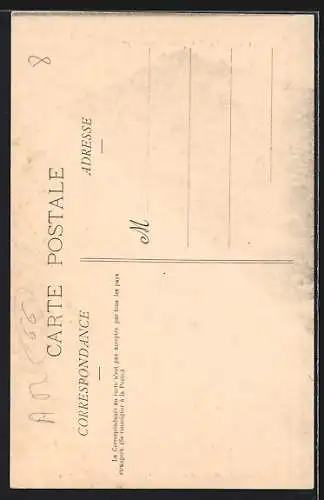 CARTE POSTALE
CORRESPONDANCE
ADRESSE
La Correspondance au recto n'est pas acceptée par tous les pays
étrangers. (Se renseigner à la Poste.)
M
8